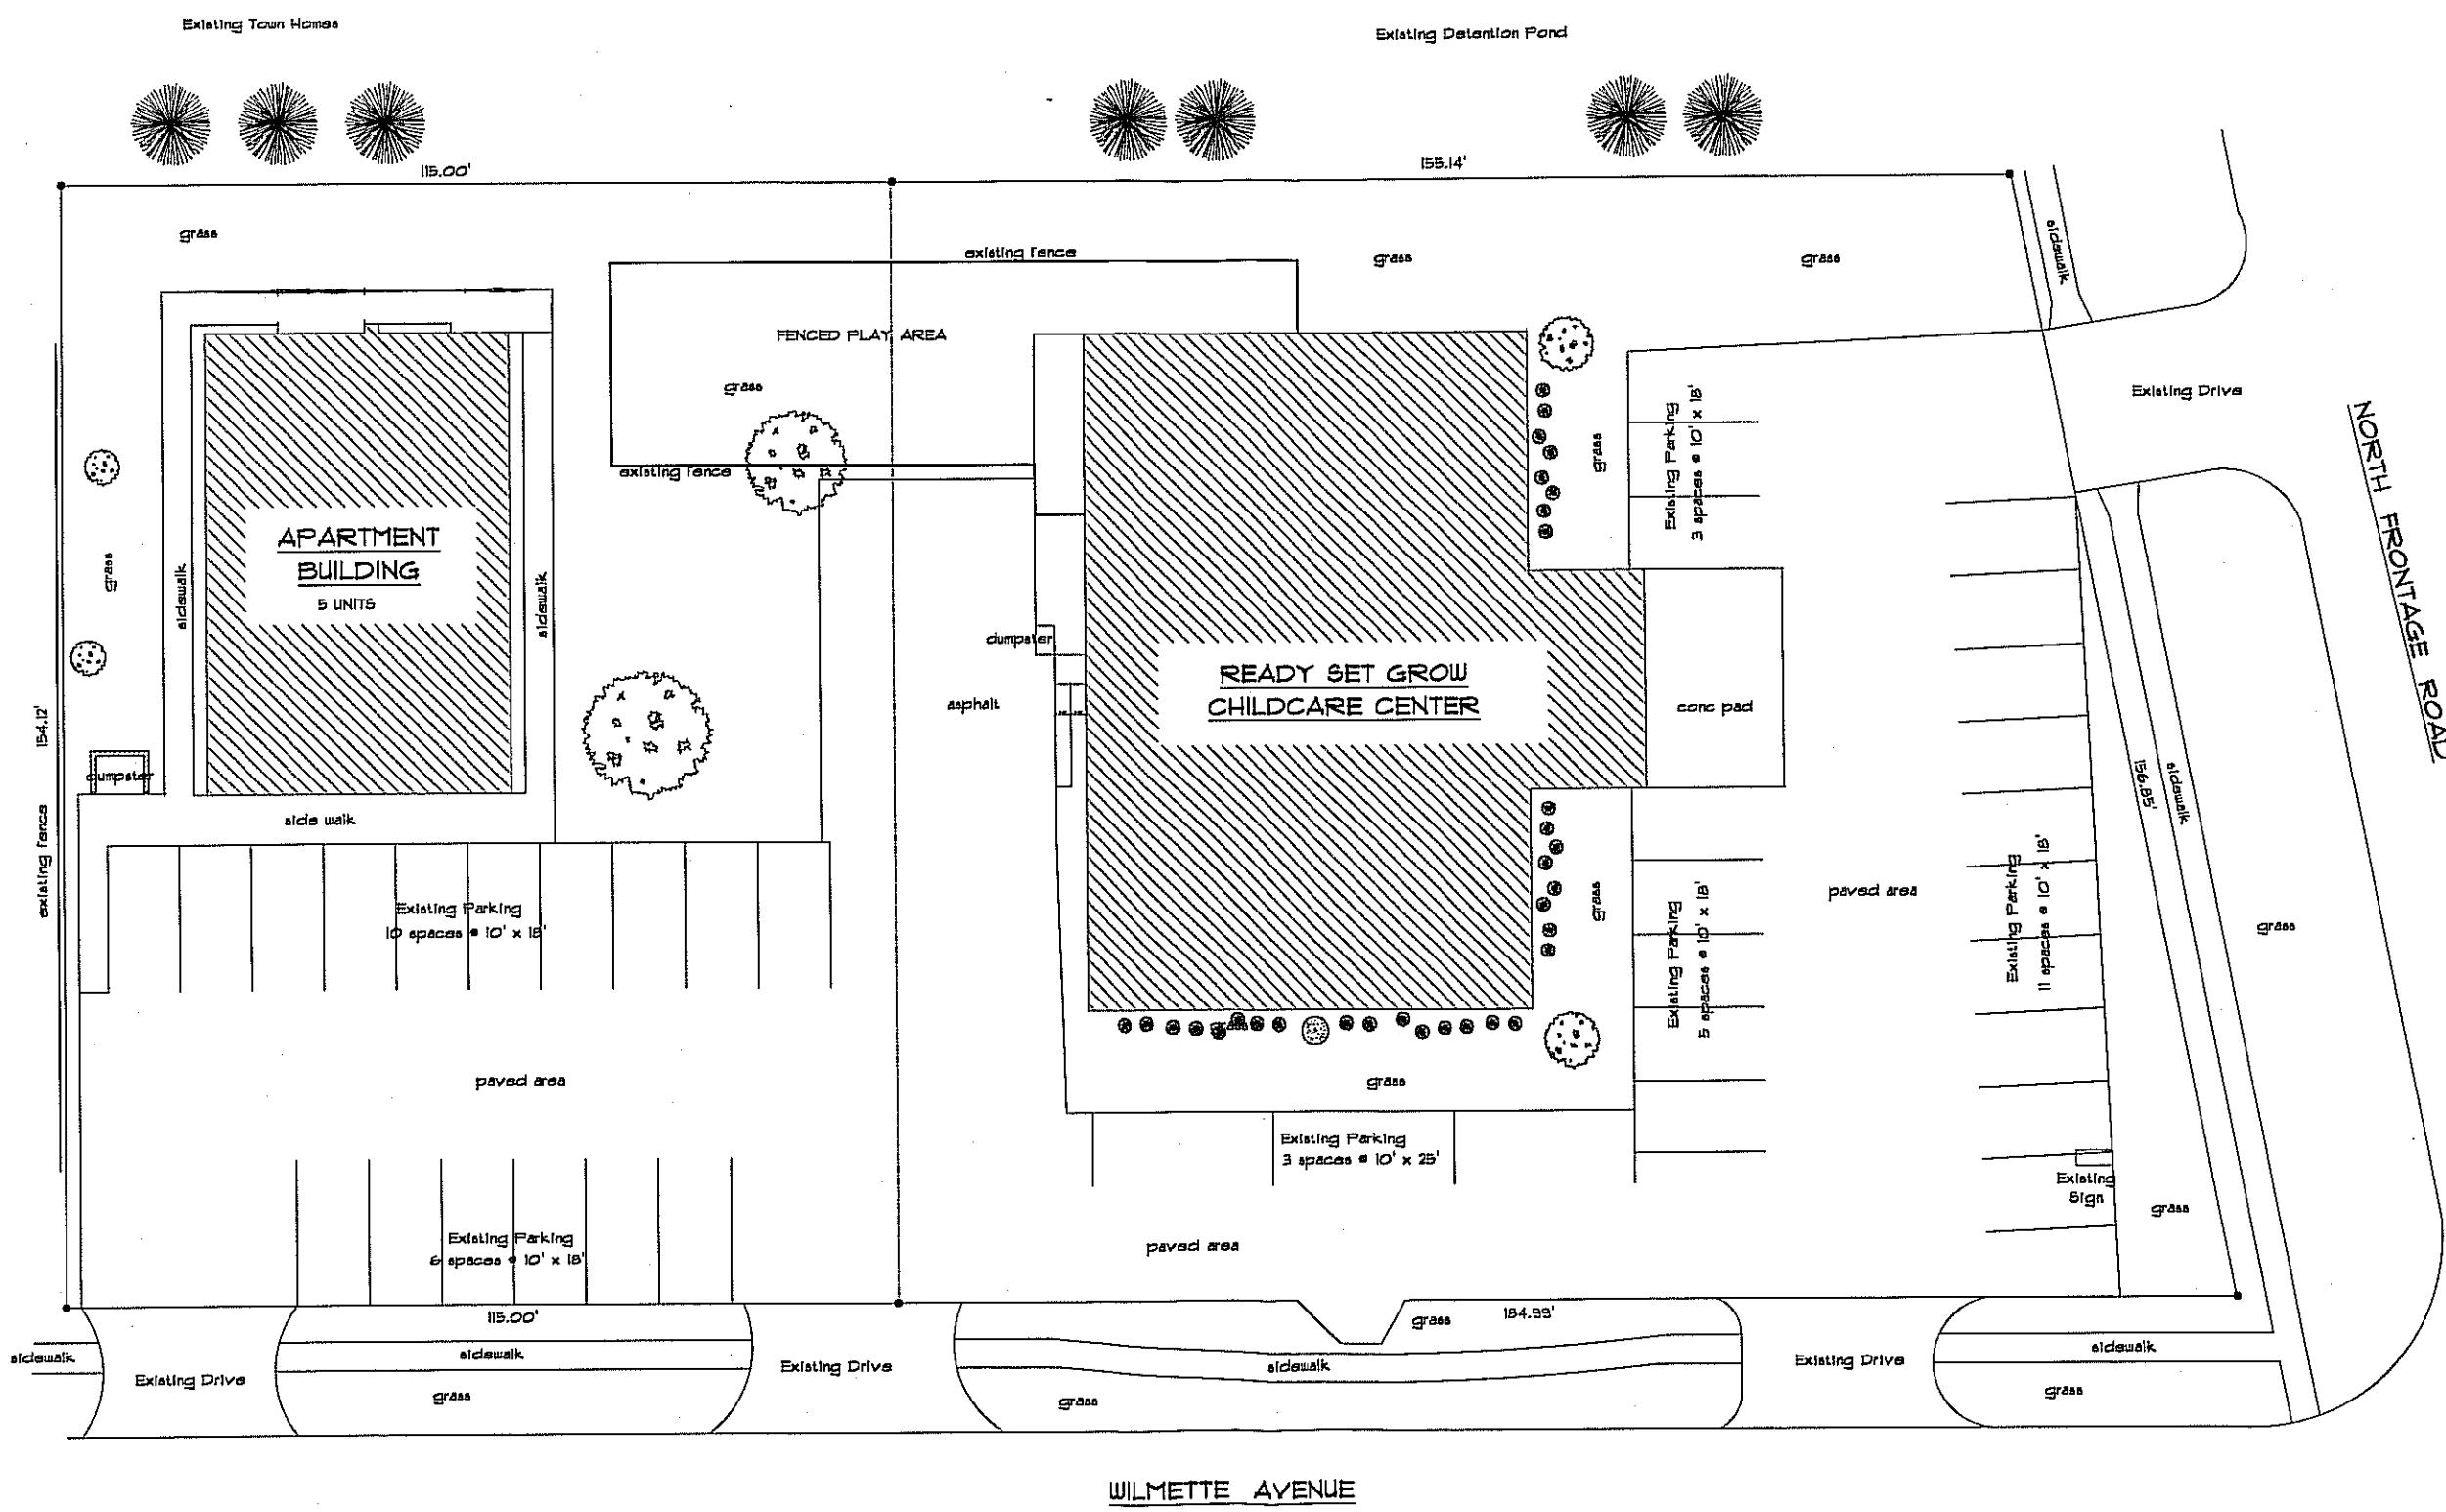 Existing Town Homes
Existing Detention Pond
115.00'
155.14'
grass
existing fence
grass
grass
sidewalk
FENCED PLAY AREA
grass
existing fence
Existing Drive
NORTH FRONTAGE ROAD
Existing Parking
3 spaces @ 10' x 18'
grass
APARTMENT
BUILDING
5 UNITS
grass
sidewalk
sidewalk
dumpster
READY SET GROW
CHILDCARE CENTER
asphalt
conc pad
154.12'
existing fence
dumpster
side walk
156.85'
sidewalk
Existing Parking
10 spaces @ 10' x 18'
grass
Existing Parking
5 spaces @ 10' x 18'
paved area
Existing Parking
11 spaces @ 10' x 18'
grass
grass
paved area
grass
Existing Parking
3 spaces @ 10' x 25'
Existing
Sign
grass
Existing Parking
6 spaces @ 10' x 18'
paved area
115.00'
grass
184.99'
sidewalk
Existing Drive
sidewalk
grass
Existing Drive
sidewalk
grass
Existing Drive
sidewalk
grass
WILMETTE AVENUE